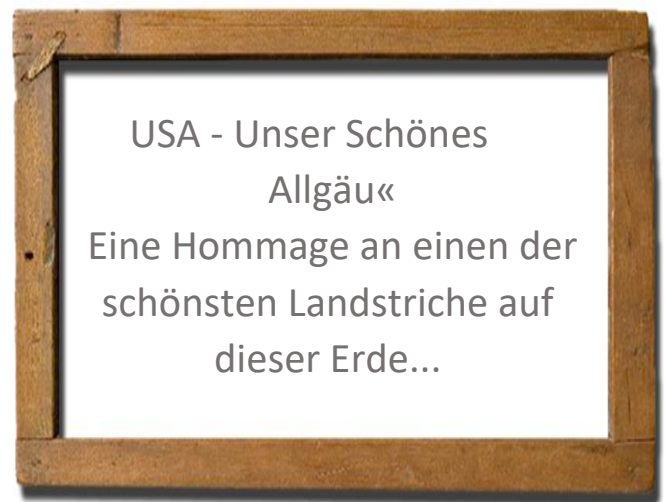 USA - Unser Schönes
Allgäu«
Eine Hommage an einen der
schönsten Landstriche auf
dieser Erde...